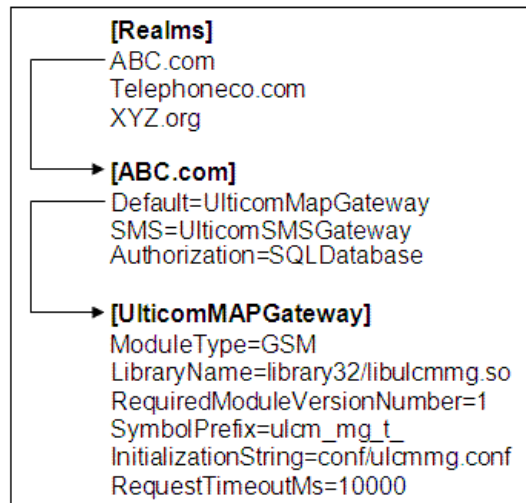 [Realms]
ABC.com
Telephoneco.com
XYZ.org
[ABC.com]
Default=UlticomMapGateway
SMS=UlticomSMSGateway
Authorization=SQLDatabase
[UlticomMAPGateway]
ModuleType=GSM
LibraryName=library32/libulcmmg.so
RequiredModuleVersionNumber=1
SymbolPrefix=ulcm_mg_t_
InitializationString=conf/ulcmmg.conf
RequestTimeoutMs=10000